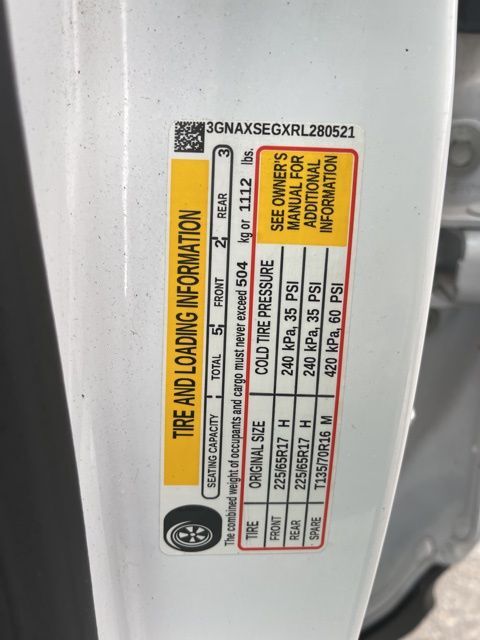 3GNAXSEGXRL280521
TIRE AND LOADING INFORMATION
SEATING CAPACITY : TOTAL 5, FRONT 2, REAR 3
The combined weight of occupants and cargo must never exceed 504 kg or 1112 lbs.
TIRE ORIGINAL SIZE COLD TIRE PRESSURE
FRONT 225/65R17 H 240 kPa, 35 PSI
REAR 225/65R17 H 240 kPa, 35 PSI
SPARE T135/70R16 M 420 kPa, 60 PSI
SEE OWNER'S
MANUAL FOR
ADDITIONAL
INFORMATION